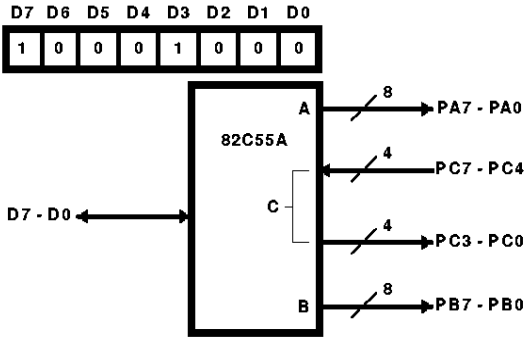 D7 D6 D5 D4 D3 D2 D1 D0
1 0 0 0 1 0 0 0
A 8 PA7 - PA0
82C55A
4 PC7 - PC4
C
D7 - D0
4 PC3 - PC0
B 8 PB7 - PB0